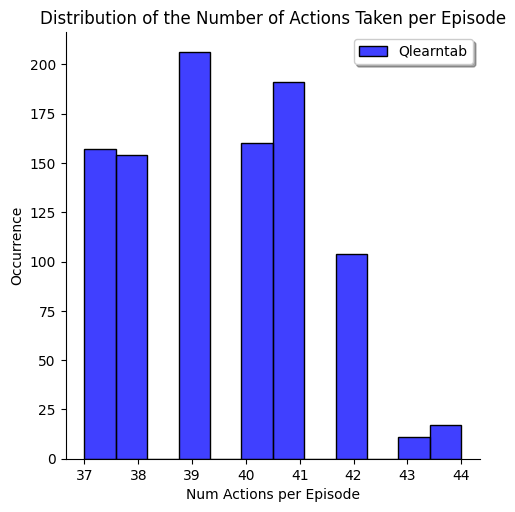 Distribution of the Number of Actions Taken per Episode
Qlearntab
200
175
150
125
100
75
50
25
0
Occurrence
37 38 39 40 41 42 43 44
Num Actions per Episode